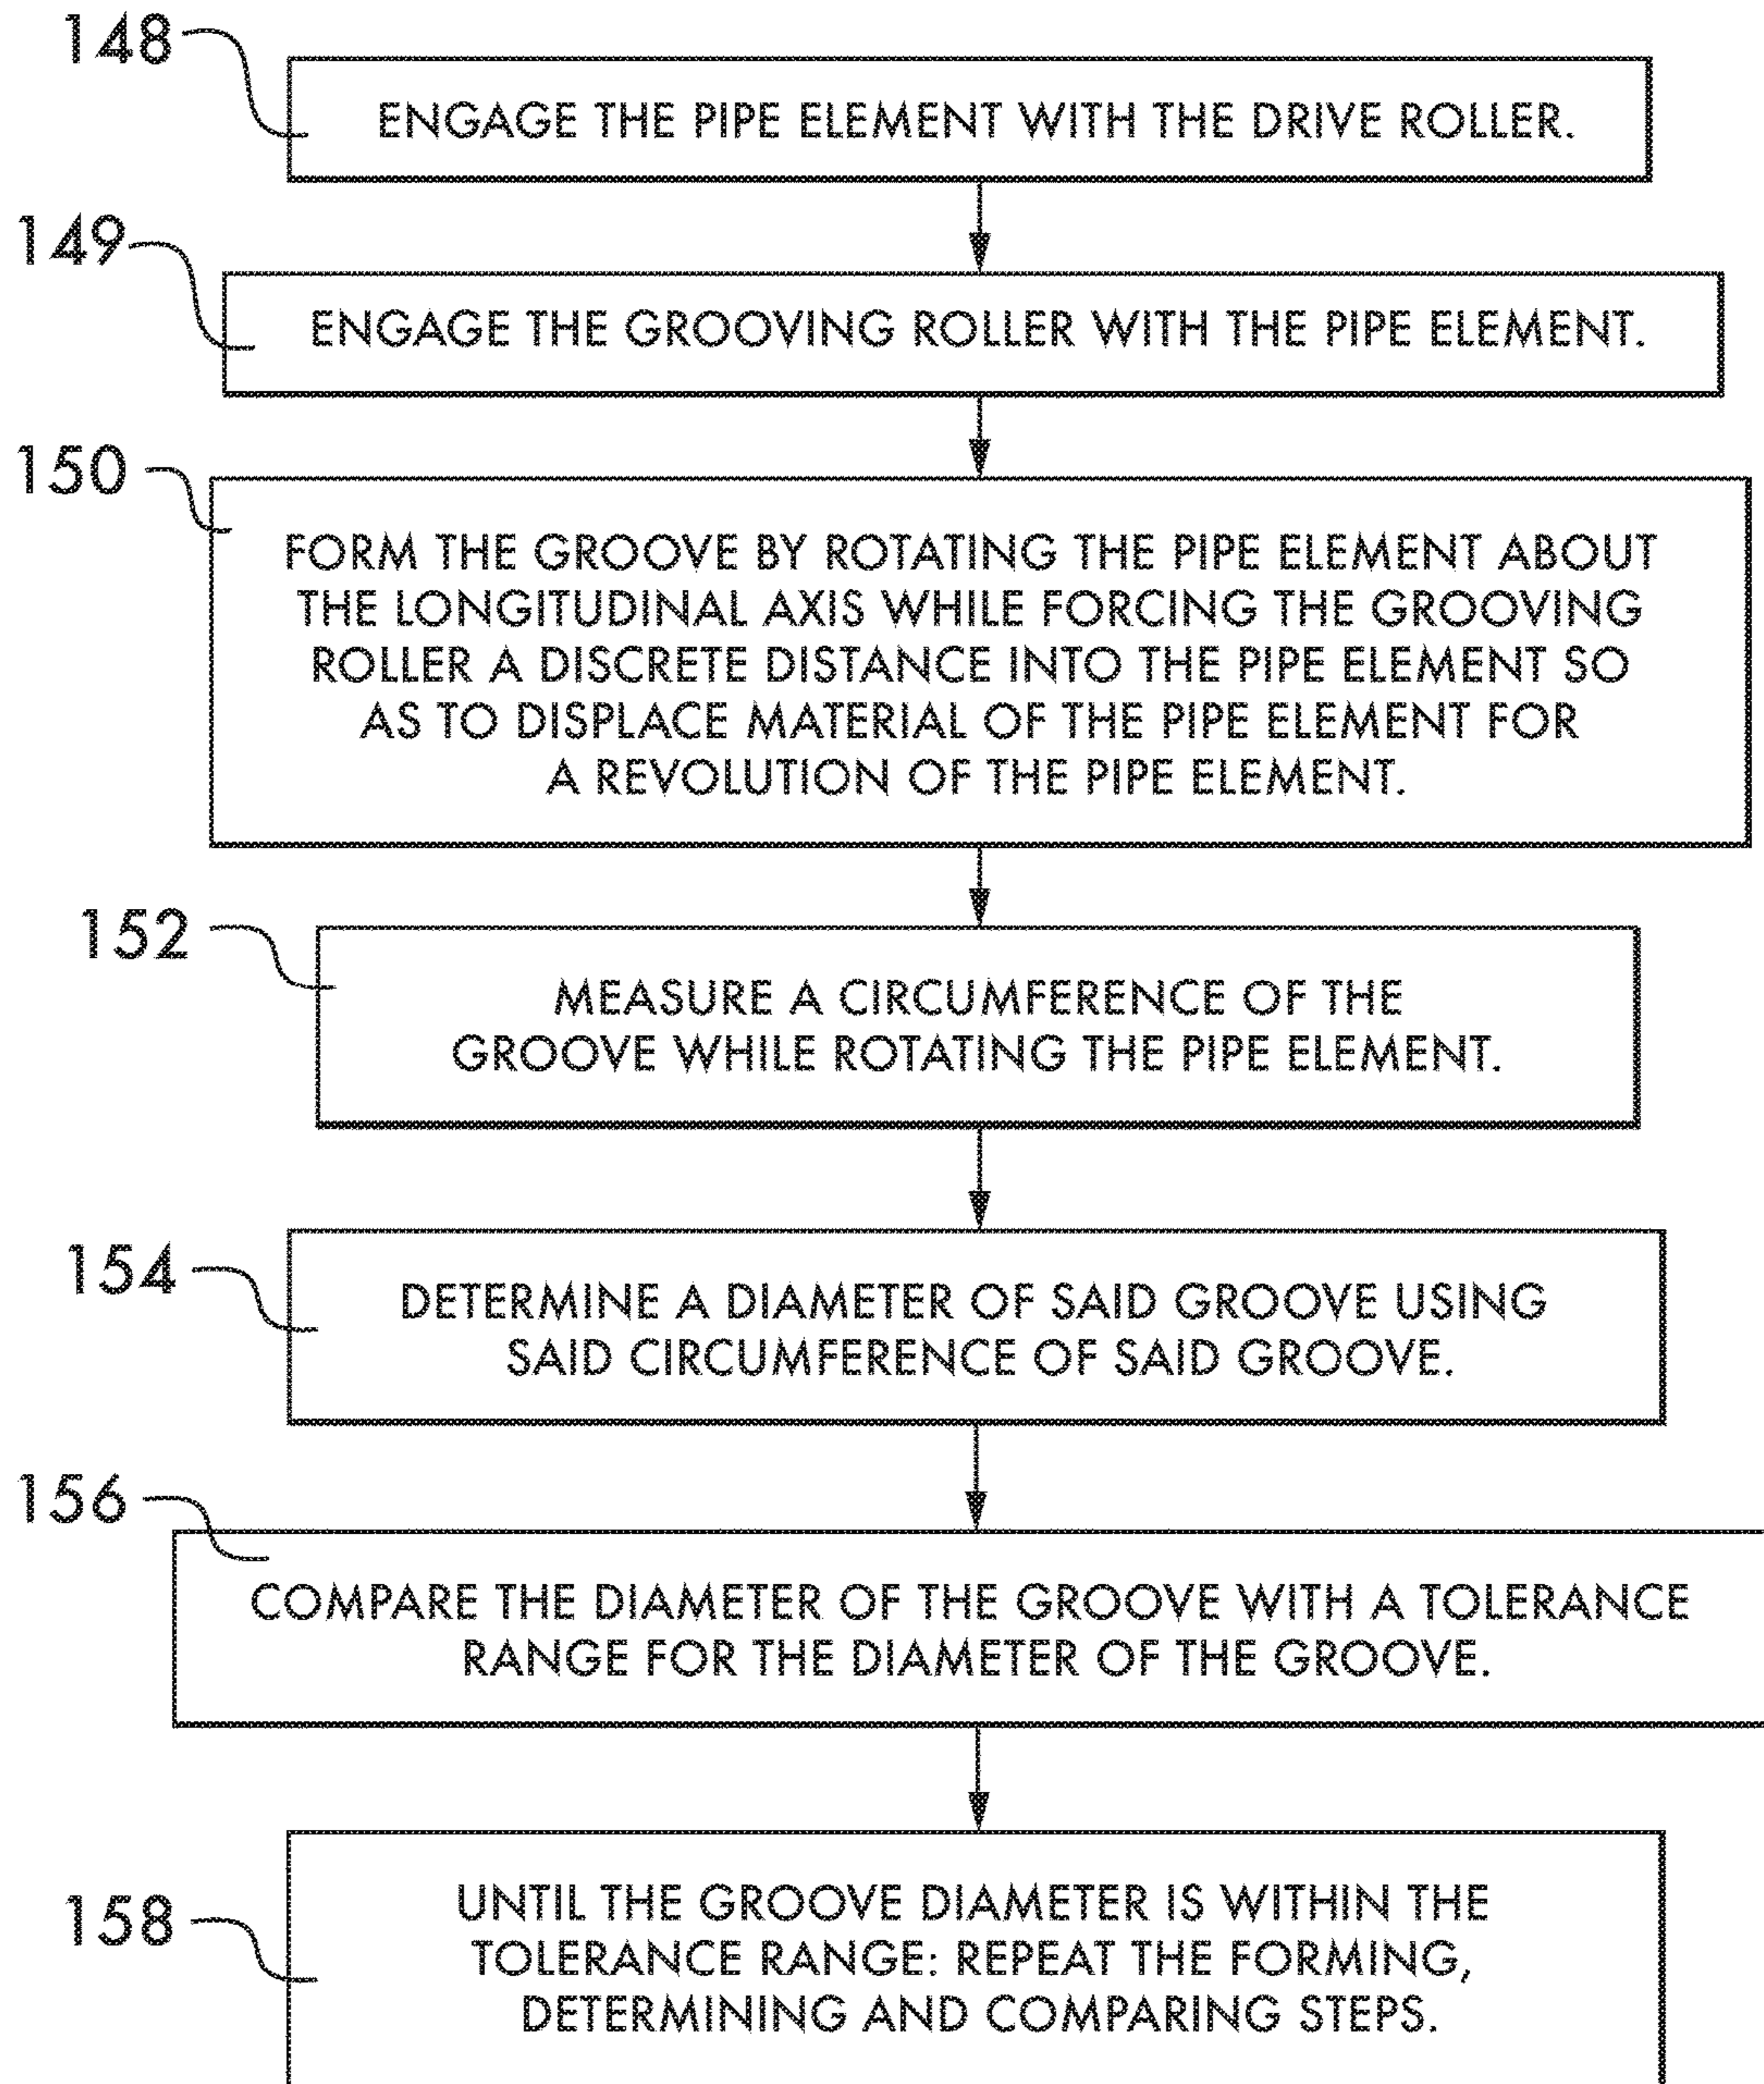 148
ENGAGE THE PIPE ELEMENT WITH THE DRIVE ROLLER.
149
ENGAGE THE GROOVING ROLLER WITH THE PIPE ELEMENT.
150
FORM THE GROOVE BY ROTATING THE PIPE ELEMENT ABOUT
THE LONGITUDINAL AXIS WHILE FORCING THE GROOVING
ROLLER A DISCRETE DISTANCE INTO THE PIPE ELEMENT SO
AS TO DISPLACE MATERIAL OF THE PIPE ELEMENT FOR
A REVOLUTION OF THE PIPE ELEMENT.
152
MEASURE A CIRCUMFERENCE OF THE
GROOVE WHILE ROTATING THE PIPE ELEMENT.
154
DETERMINE A DIAMETER OF SAID GROOVE USING
SAID CIRCUMFERENCE OF SAID GROOVE.
156
COMPARE THE DIAMETER OF THE GROOVE WITH A TOLERANCE
RANGE FOR THE DIAMETER OF THE GROOVE.
158
UNTIL THE GROOVE DIAMETER IS WITHIN THE
TOLERANCE RANGE: REPEAT THE FORMING,
DETERMINING AND COMPARING STEPS.